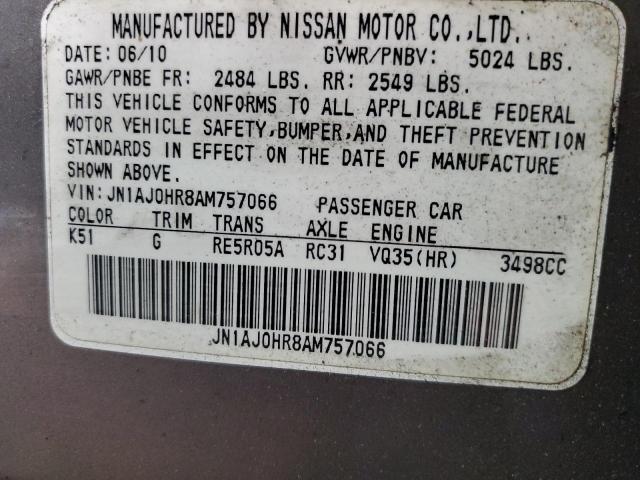 MANUFACTURED BY NISSAN MOTOR CO.,LTD.
DATE: 06/10 GVWR/PNBV: 5024 LBS.
GAWR/PNBE FR: 2484 LBS. RR: 2549 LBS.
THIS VEHICLE CONFORMS TO ALL APPLICABLE FEDERAL
MOTOR VEHICLE SAFETY,BUMPER,AND THEFT PREVENTION
STANDARDS IN EFFECT ON THE DATE OF MANUFACTURE
SHOWN ABOVE.
VIN: JN1AJ0HR8AM757066 PASSENGER CAR
COLOR TRIM TRANS AXLE ENGINE
K51 G RE5R05A RC31 VQ35(HR) 3498CC
JN1AJ0HR8AM757066